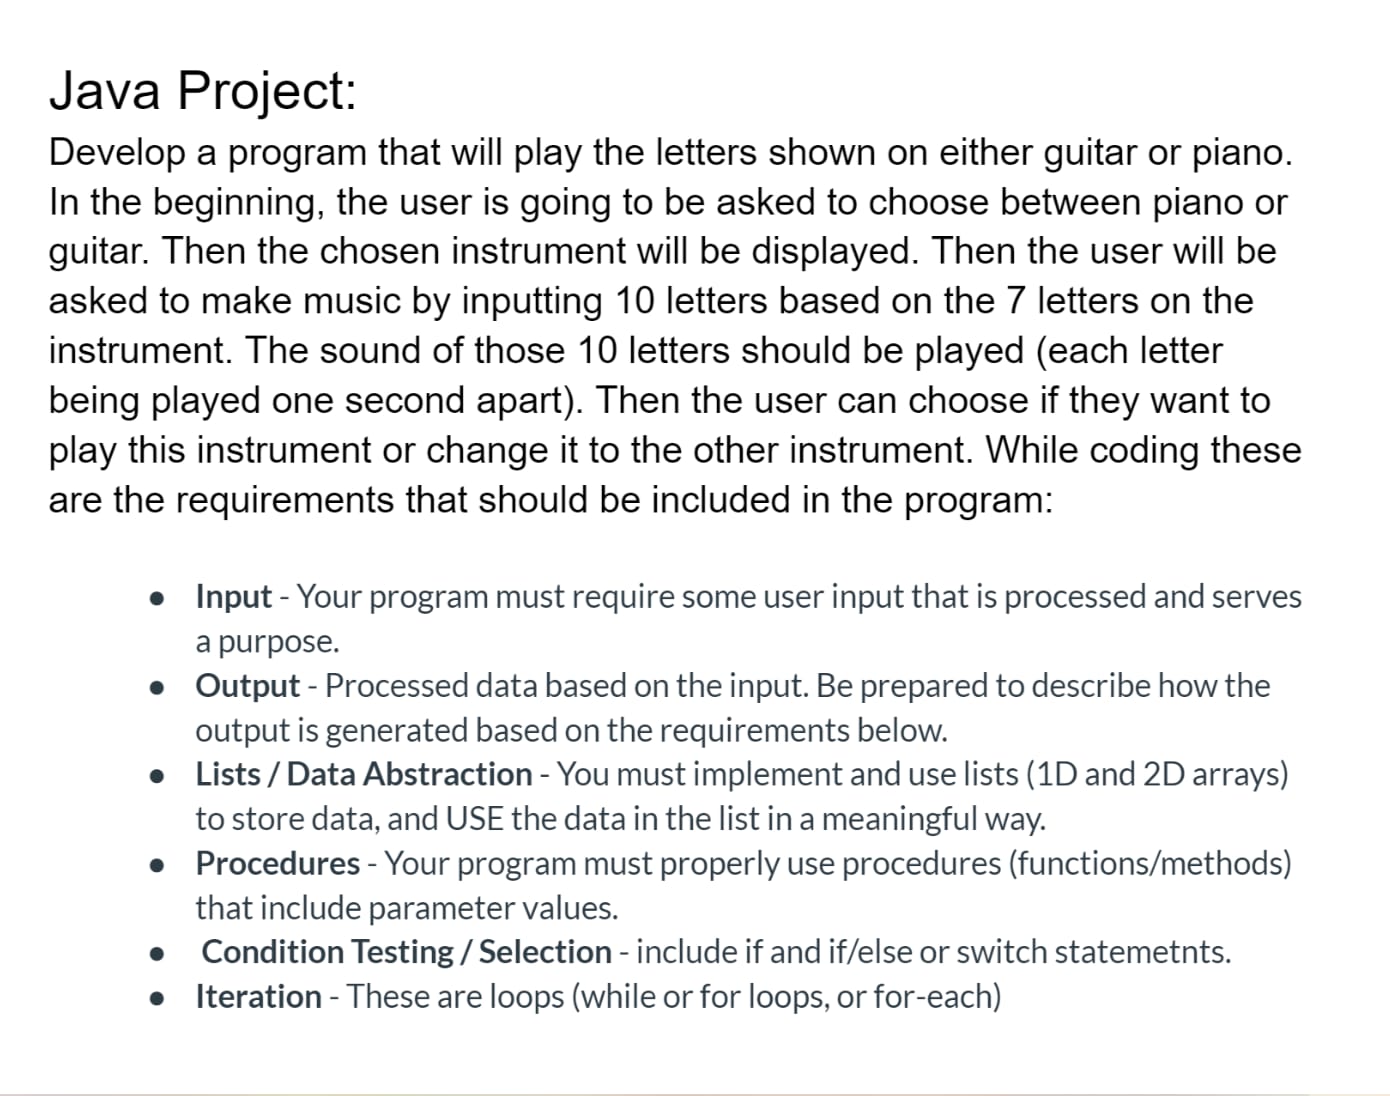 Java Project:
Develop a program that will play the letters shown on either guitar or piano.
In the beginning, the user is going to be asked to choose between piano or
guitar. Then the chosen instrument will be displayed. Then the user will be
asked to make music by inputting 10 letters based on the 7 letters on the
instrument. The sound of those 10 letters should be played (each letter
being played one second apart). Then the user can choose if they want to
play this instrument or change it to the other instrument. While coding these
are the requirements that should be included in the program:
● Input - Your program must require some user input that is processed and serves
a purpose.
● Output - Processed data based on the input. Be prepared to describe how the
output is generated based on the requirements below.
● Lists / Data Abstraction - You must implement and use lists (1D and 2D arrays)
to store data, and USE the data in the list in a meaningful way.
● Procedures - Your program must properly use procedures (functions/methods)
that include parameter values.
● Condition Testing / Selection - include if and if/else or switch statemetnts.
● Iteration - These are loops (while or for loops, or for-each)